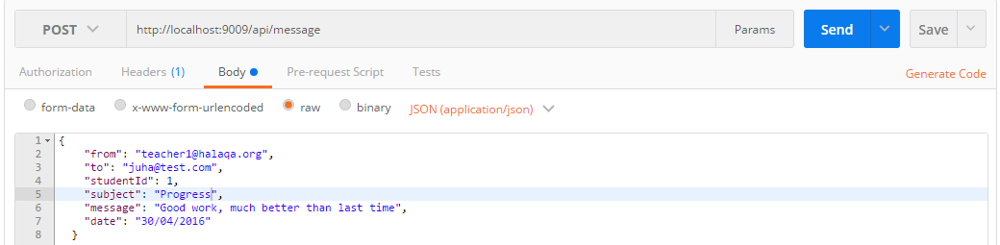 POST http://localhost:9009/api/message Params Send Save
Authorization Headers (1) Body Pre-request Script Tests Generate Code
form-data x-www-form-urlencoded raw binary JSON (application/json)
1 {
2 "from": "teacher1@halaqa.org",
3 "to": "juha@test.com",
4 "studentId": 1,
5 "subject": "Progress",
6 "message": "Good work, much better than last time",
7 "date": "30/04/2016"
8 }